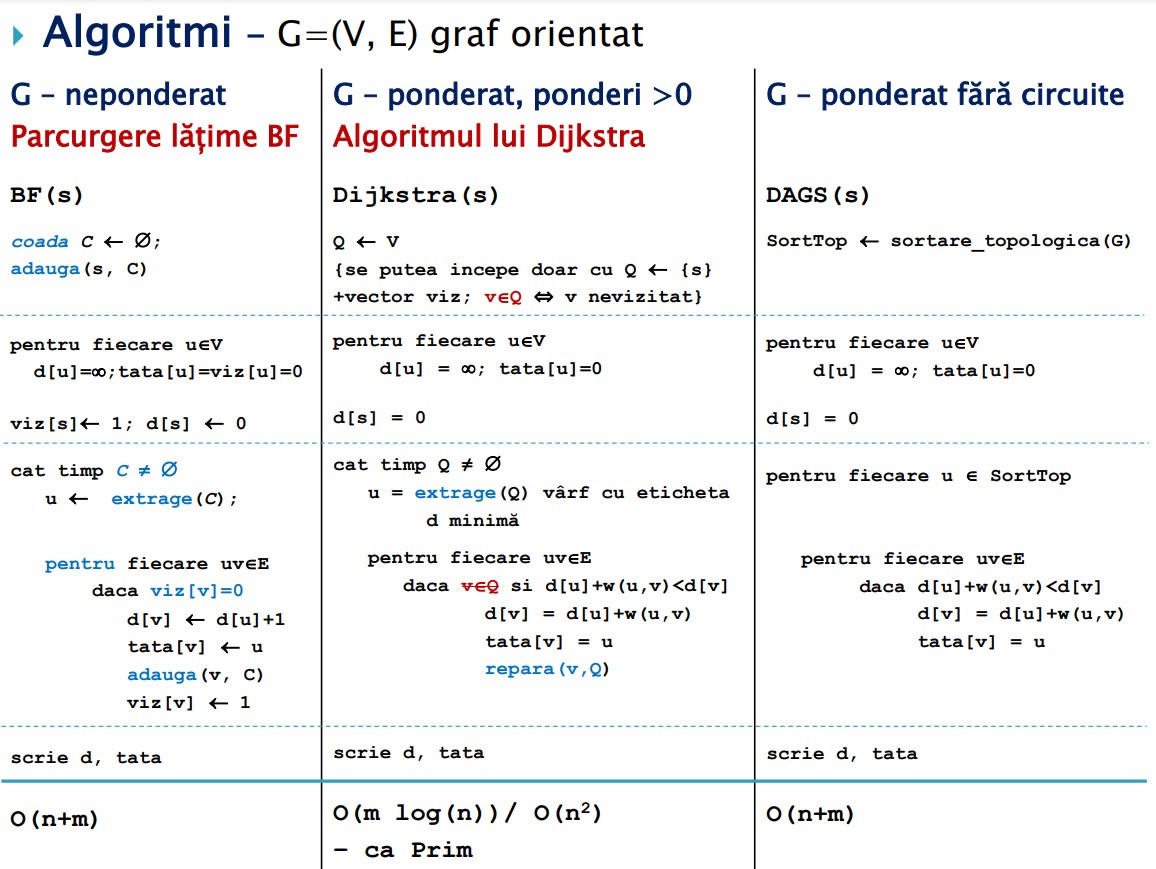 Algoritmi – G=(V, E) graf orientat
G – neponderat
Parcurgere lățime BF
BF(s)
coada C ← Ø;
adauga(s, C)
pentru fiecare u∈V
d[u]=∞;tata[u]=viz[u]=0
viz[s]← 1; d[s] ← 0
cat timp C ≠ Ø
u ← extrage(C);
pentru fiecare uv∈E
daca viz[v]=0
d[v] ← d[u]+1
tata[v] ← u
adauga(v, C)
viz[v] ← 1
scrie d, tata
O(n+m)
G – ponderat, ponderi >0
Algoritmul lui Dijkstra
Dijkstra(s)
Q ← V
{se putea incepe doar cu Q ← {s}
+vector viz; v∈Q ⇔ v nevizitat}
pentru fiecare u∈V
d[u] = ∞; tata[u]=0
d[s] = 0
cat timp Q ≠ Ø
u = extrage(Q) vârf cu eticheta
d minimă
pentru fiecare uv∈E
daca v∈Q si d[u]+w(u,v)<d[v]
d[v] = d[u]+w(u,v)
tata[v] = u
repara(v,Q)
scrie d, tata
O(m log(n))/ O(n²)
– ca Prim
G – ponderat fără circuite
DAGS(s)
SortTop ← sortare_topologica(G)
pentru fiecare u∈V
d[u] = ∞; tata[u]=0
d[s] = 0
pentru fiecare u ∈ SortTop
pentru fiecare uv∈E
daca d[u]+w(u,v)<d[v]
d[v] = d[u]+w(u,v)
tata[v] = u
scrie d, tata
O(n+m)